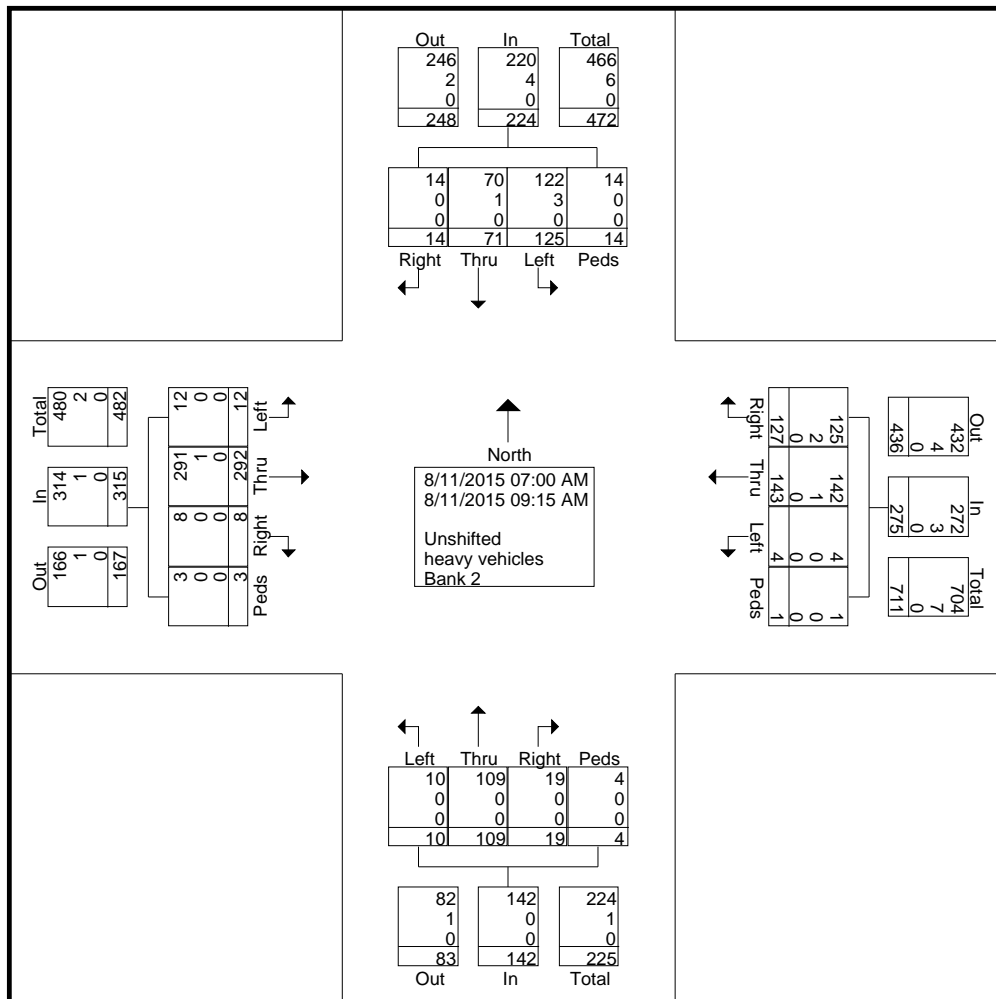 Out In Total
246 220 466
2 4 6
0 0 0
248 224 472
14 70 122 14
0 1 3 0
0 0 0 0
14 71 125 14
Right Thru Left Peds
Total
480
2
0
482
In
314
1
0
315
Out
166
1
0
167
Left
12
0
0
12
Thru
291
1
0
292
Right
8
0
0
8
Peds
3
0
0
3
North
8/11/2015 07:00 AM
8/11/2015 09:15 AM
Unshifted
heavy vehicles
Bank 2
Right
125
2
0
127
Thru
142
1
0
143
Left
4
0
0
4
Peds
1
0
0
1
Out
432
4
0
436
In
272
3
0
275
Total
704
7
0
711
Left Thru Right Peds
10 109 19 4
0 0 0 0
0 0 0 0
10 109 19 4
82 142 224
1 0 1
0 0 0
83 142 225
Out In Total